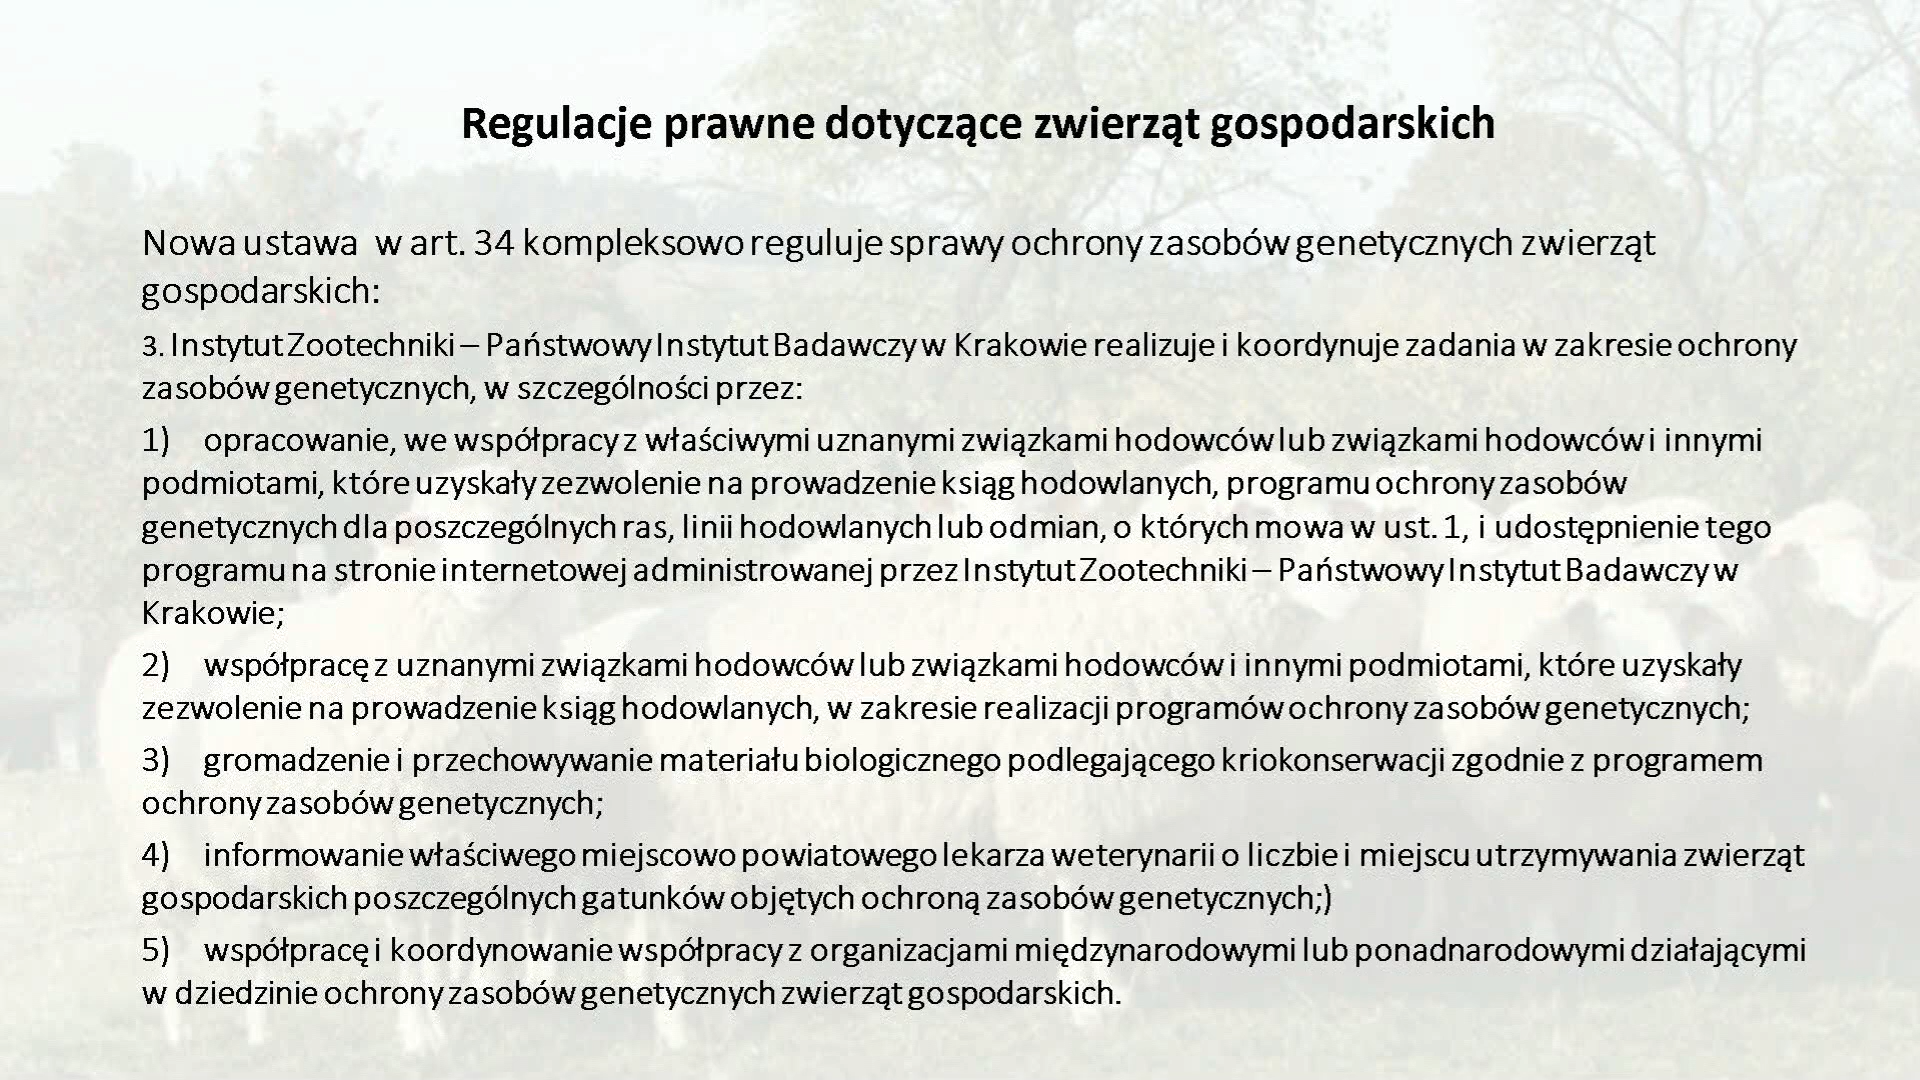 Regulacje prawne dotyczące zwierząt gospodarskich
Nowa ustawa w art. 34 kompleksowo reguluje sprawy ochrony zasobów genetycznych zwierząt
gospodarskich:
3. Instytut Zootechniki – Państwowy Instytut Badawczy w Krakowie realizuje i koordynuje zadania w zakresie ochrony
zasobów genetycznych, w szczególności przez:
1) opracowanie, we współpracy z właściwymi uznanymi związkami hodowców lub związkami hodowców i innymi
podmiotami, które uzyskały zezwolenie na prowadzenie ksiąg hodowlanych, programu ochrony zasobów
genetycznych dla poszczególnych ras, linii hodowlanych lub odmian, o których mowa w ust. 1, i udostępnienie tego
programu na stronie internetowej administrowanej przez Instytut Zootechniki – Państwowy Instytut Badawczy w
Krakowie;
2) współpracę z uznanymi związkami hodowców lub związkami hodowców i innymi podmiotami, które uzyskały
zezwolenie na prowadzenie ksiąg hodowlanych, w zakresie realizacji programów ochrony zasobów genetycznych;
3) gromadzenie i przechowywanie materiału biologicznego podlegającego kriokonserwacji zgodnie z programem
ochrony zasobów genetycznych;
4) informowanie właściwego miejscowo powiatowego lekarza weterynarii o liczbie i miejscu utrzymywania zwierząt
gospodarskich poszczególnych gatunków objętych ochroną zasobów genetycznych;)
5) współpracę i koordynowanie współpracy z organizacjami międzynarodowymi lub ponadnarodowymi działającymi
w dziedzinie ochrony zasobów genetycznych zwierząt gospodarskich.